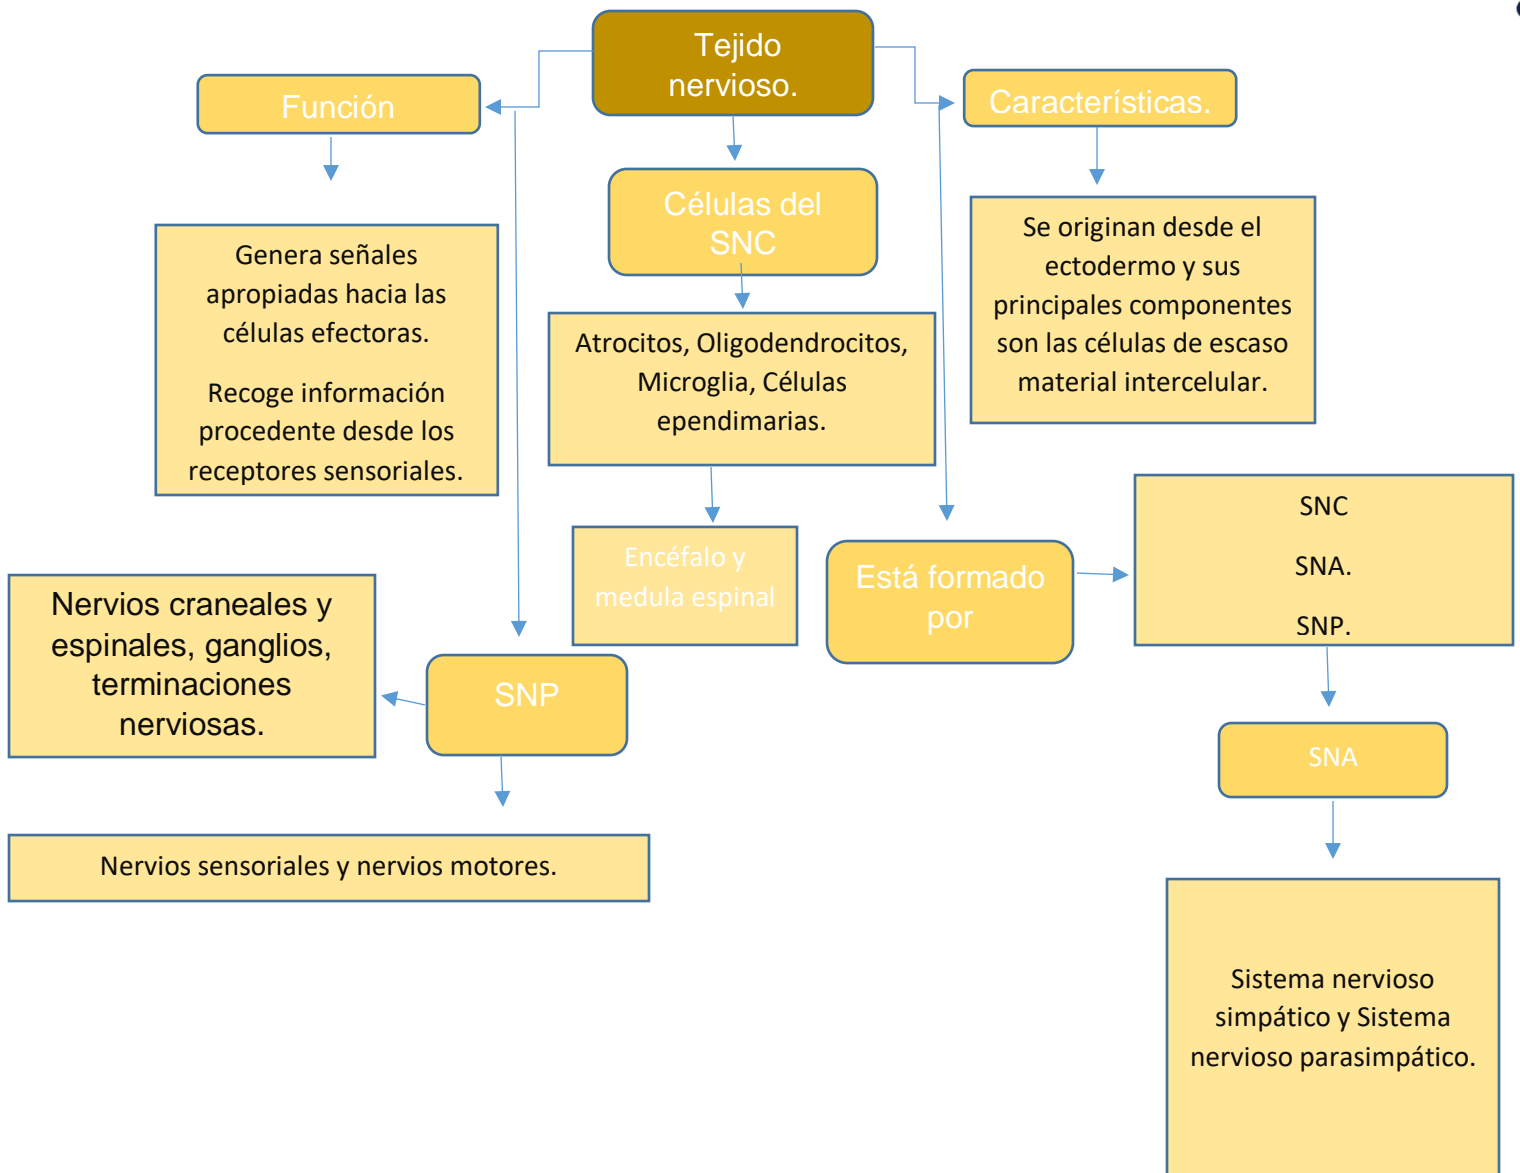 Tejido
nervioso.
Función
Características.
Células del
SNC
Genera señales
apropiadas hacia las
células efectoras.
Recoge información
procedente desde los
receptores sensoriales.
Se originan desde el
ectodermo y sus
principales componentes
son las células de escaso
material intercelular.
Atrocitos, Oligodendrocitos,
Microglia, Células
ependimarias.
Encéfalo y
medula espinal
Está formado
por
SNC
SNA.
SNP.
Nervios craneales y
espinales, ganglios,
terminaciones
nerviosas.
SNP
SNA
Nervios sensoriales y nervios motores.
Sistema nervioso
simpático y Sistema
nervioso parasimpático.